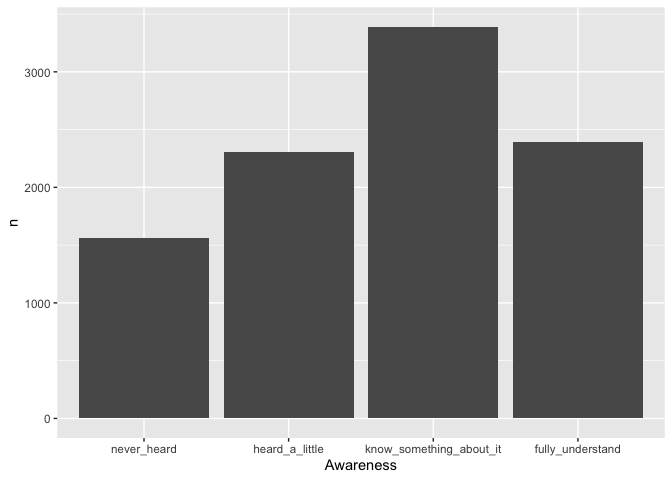 3000
2000
n
1000
0
never_heard heard_a_little know_something_about_it fully_understand
Awareness